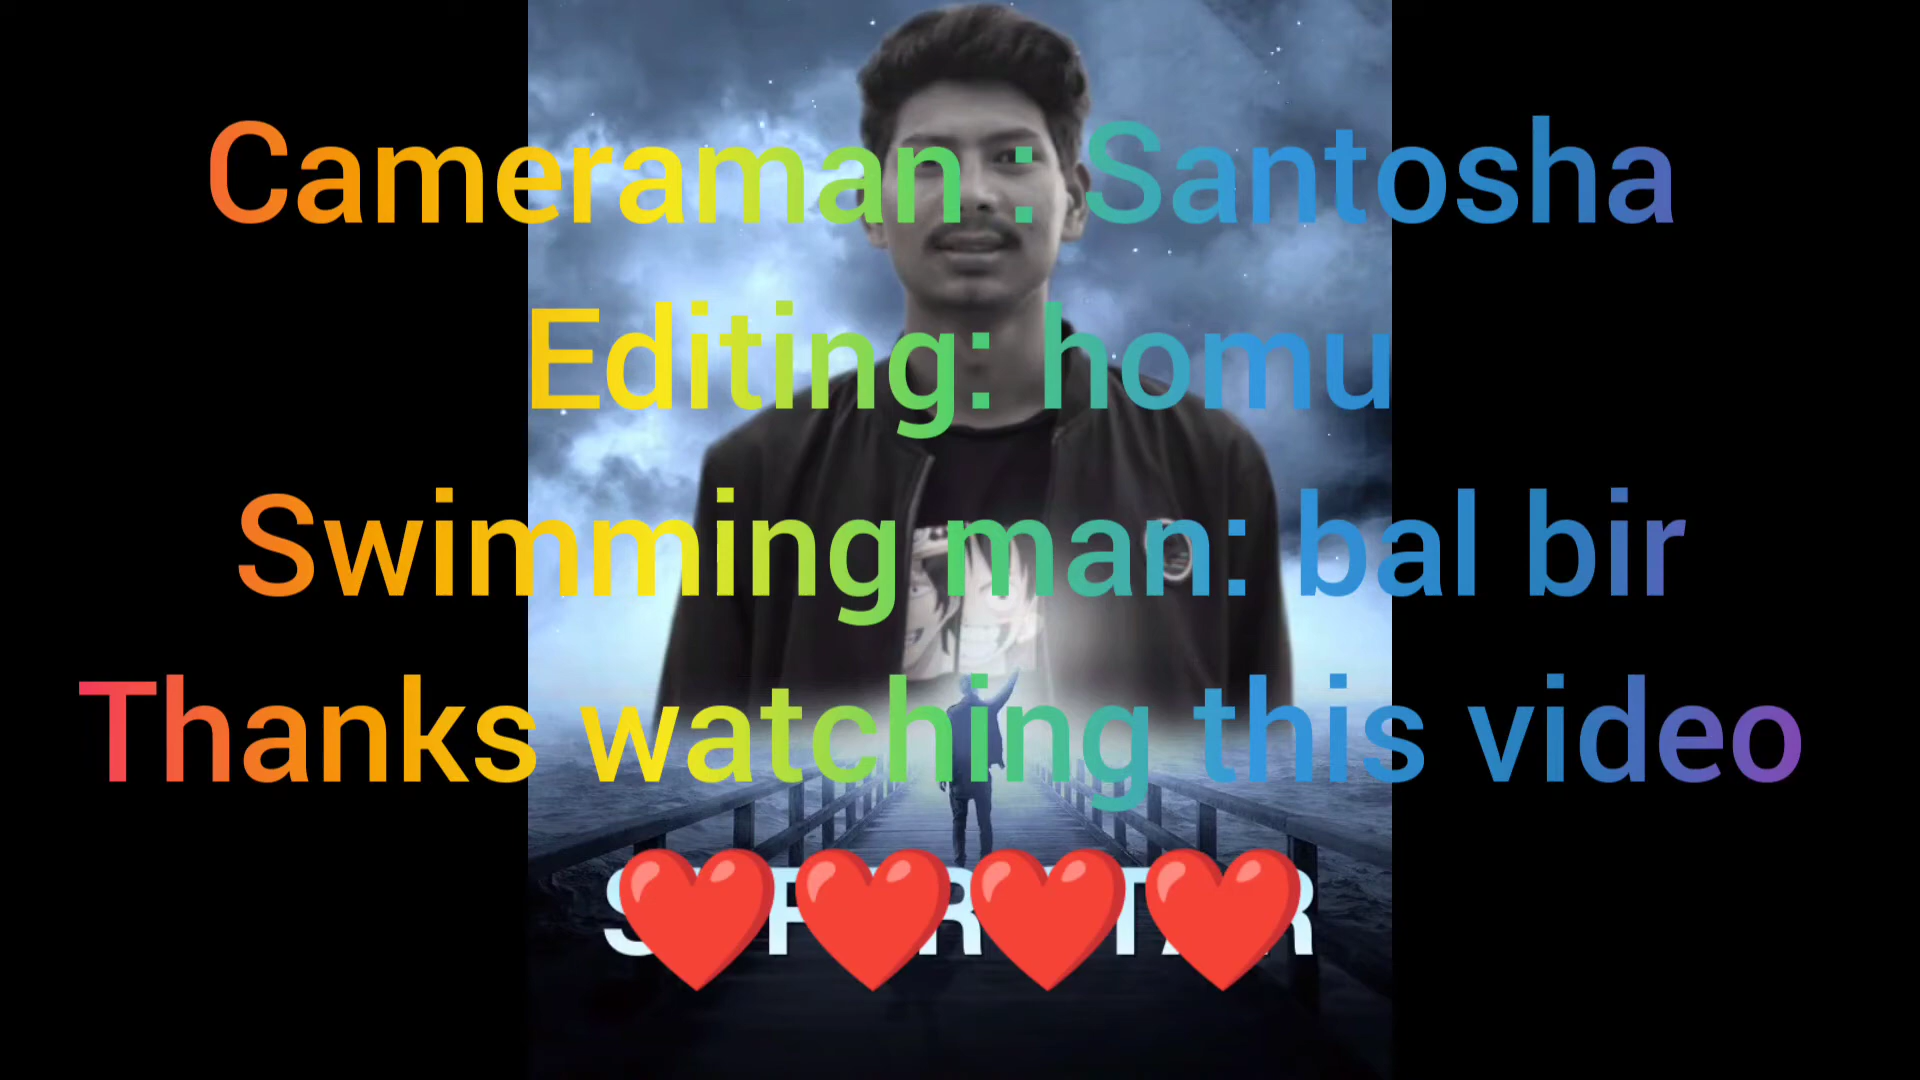 Cameraman : Santosha
Editing: homu
Swimming man: bal bir
Thanks watching this video
❤️❤️❤️❤️